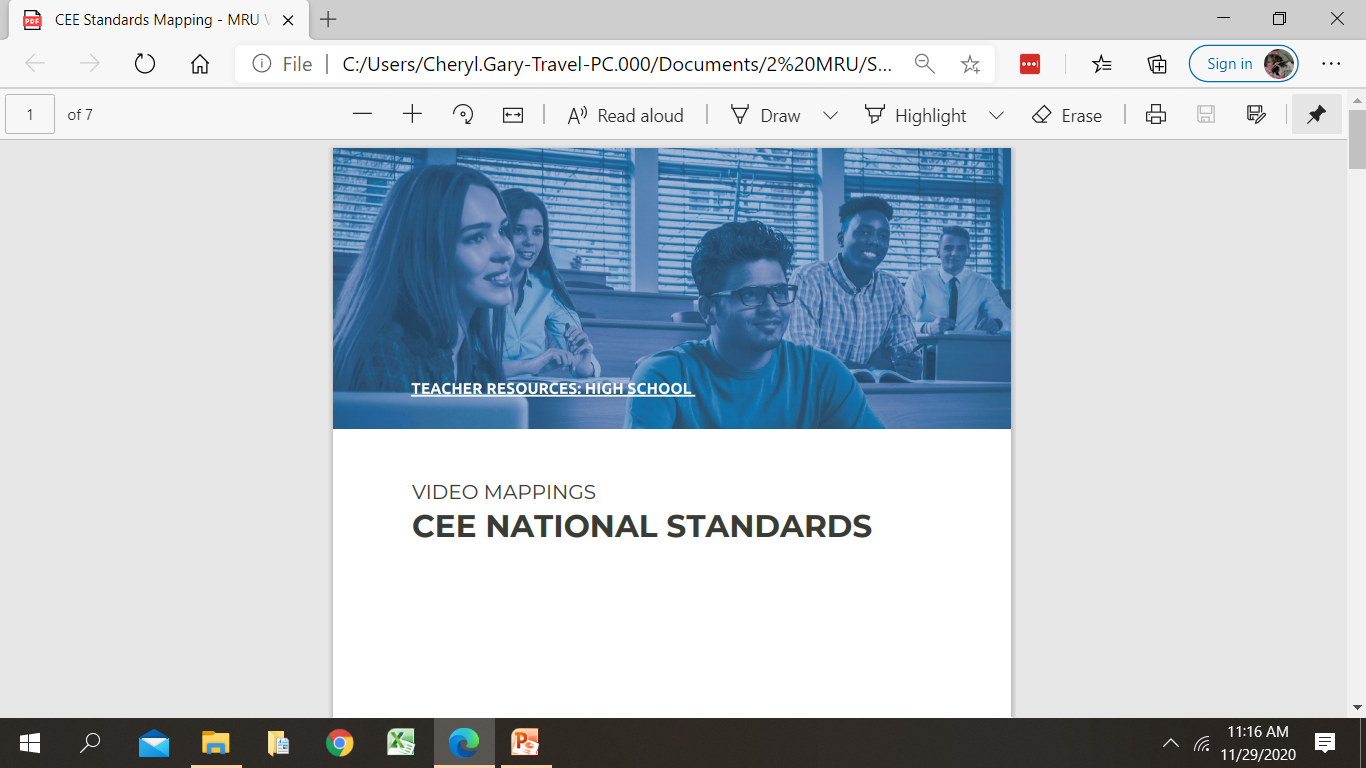 CEE Standards Mapping - MRU
File
C:/Users/Cheryl.Gary-Travel-PC.000/Documents/2%20MRU/S...
Sign in
1 of 7
Read aloud
Draw
Highlight
Erase
TEACHER RESOURCES: HIGH SCHOOL
VIDEO MAPPINGS
CEE NATIONAL STANDARDS
11:16 AM
11/29/2020